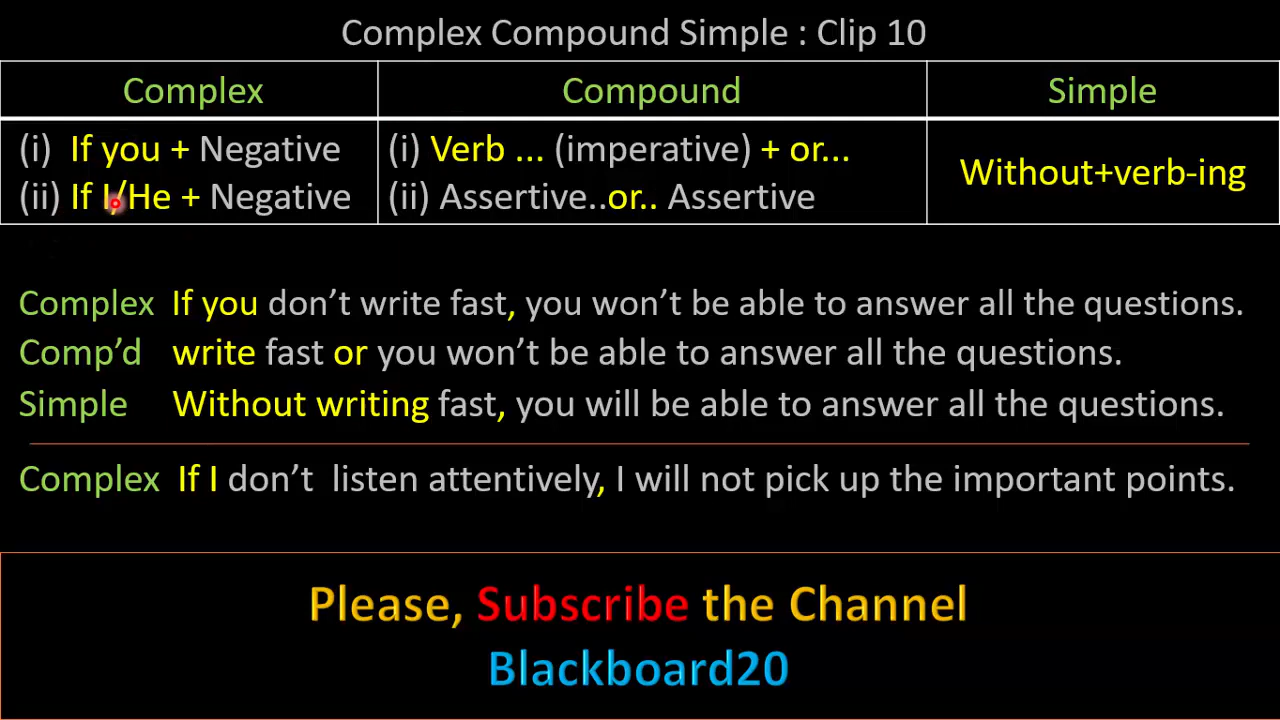 Complex Compound Simple : Clip 10
Complex Compound Simple
(i) If you + Negative (i) Verb ... (imperative) + or...
Without+verb-ing
(ii) If I/He + Negative (ii) Assertive..or.. Assertive
Complex If you don’t write fast, you won’t be able to answer all the questions.
Comp’d write fast or you won’t be able to answer all the questions.
Simple Without writing fast, you will be able to answer all the questions.
Complex If I don’t listen attentively, I will not pick up the important points.
Please, Subscribe the Channel
Blackboard20